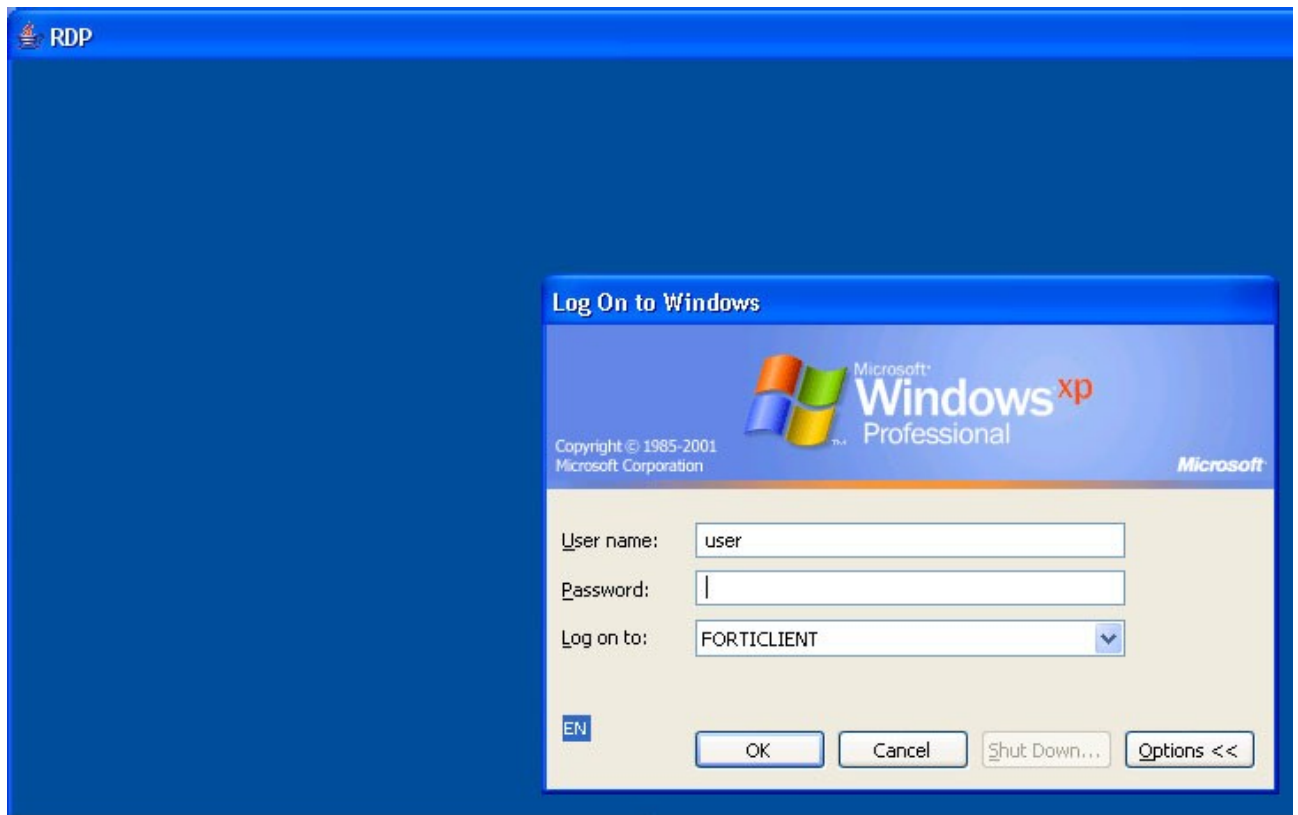 RDP
Log On to Windows
Microsoft
Windows xp
Professional
Copyright © 1985-2001
Microsoft Corporation
Microsoft
User name:
user
Password:
Log on to:
FORTICLIENT
EN
OK
Cancel
Shut Down...
Options <<